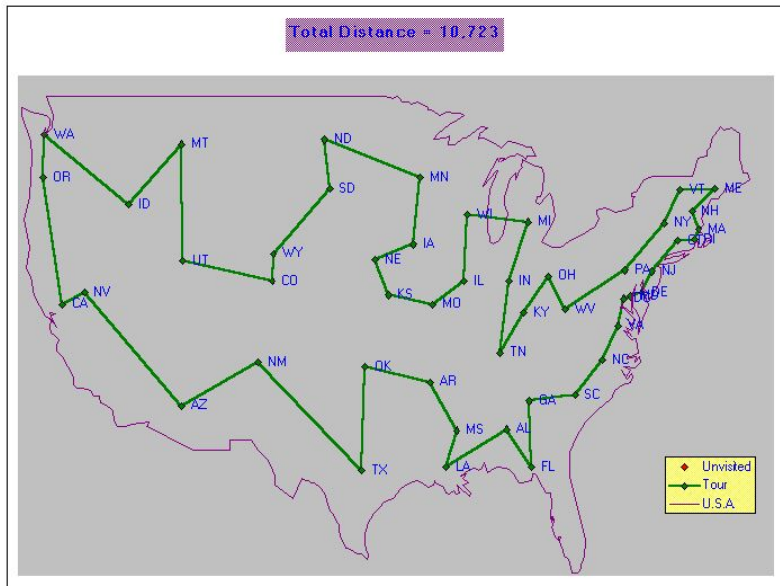 Total Distance = 10,723
WA
MT
ND
OR
ID
SD
MN
VT
ME
WI
MI
NH
NY
MA
UT
WY
NE
IA
RI
CO
IL
IN
OH
PA
NJ
NV
KS
MO
KY
WV
DE
CA
VA
TN
NC
NM
OK
AR
SC
AZ
GA
MS
AL
TX
LA
FL
Unvisited
Tour
U.S.A.